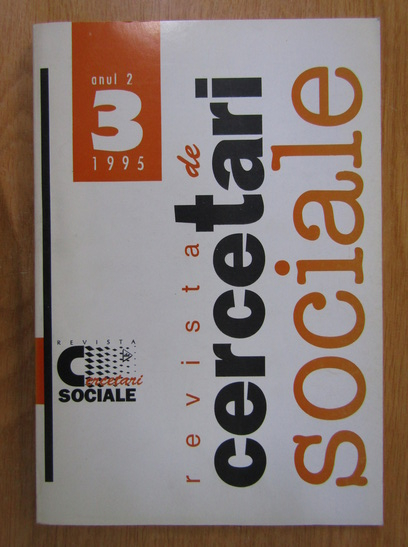 anul 2
3
1995
revista de
cercetari
sociale
REVISTA
Cercetari
SOCIALE